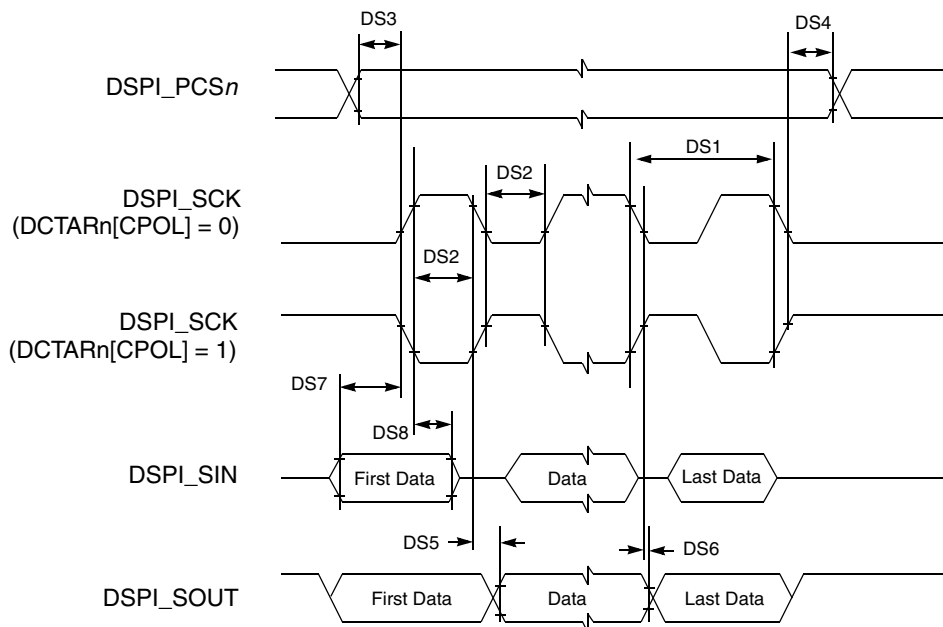 DS3
DS4
DSPI_PCSn
DS1
DS2
DSPI_SCK
(DCTARn[CPOL] = 0)
DS2
DSPI_SCK
(DCTARn[CPOL] = 1)
DS7
DS8
DSPI_SIN
First Data
Data
Last Data
DS5
DS6
DSPI_SOUT
First Data
Data
Last Data